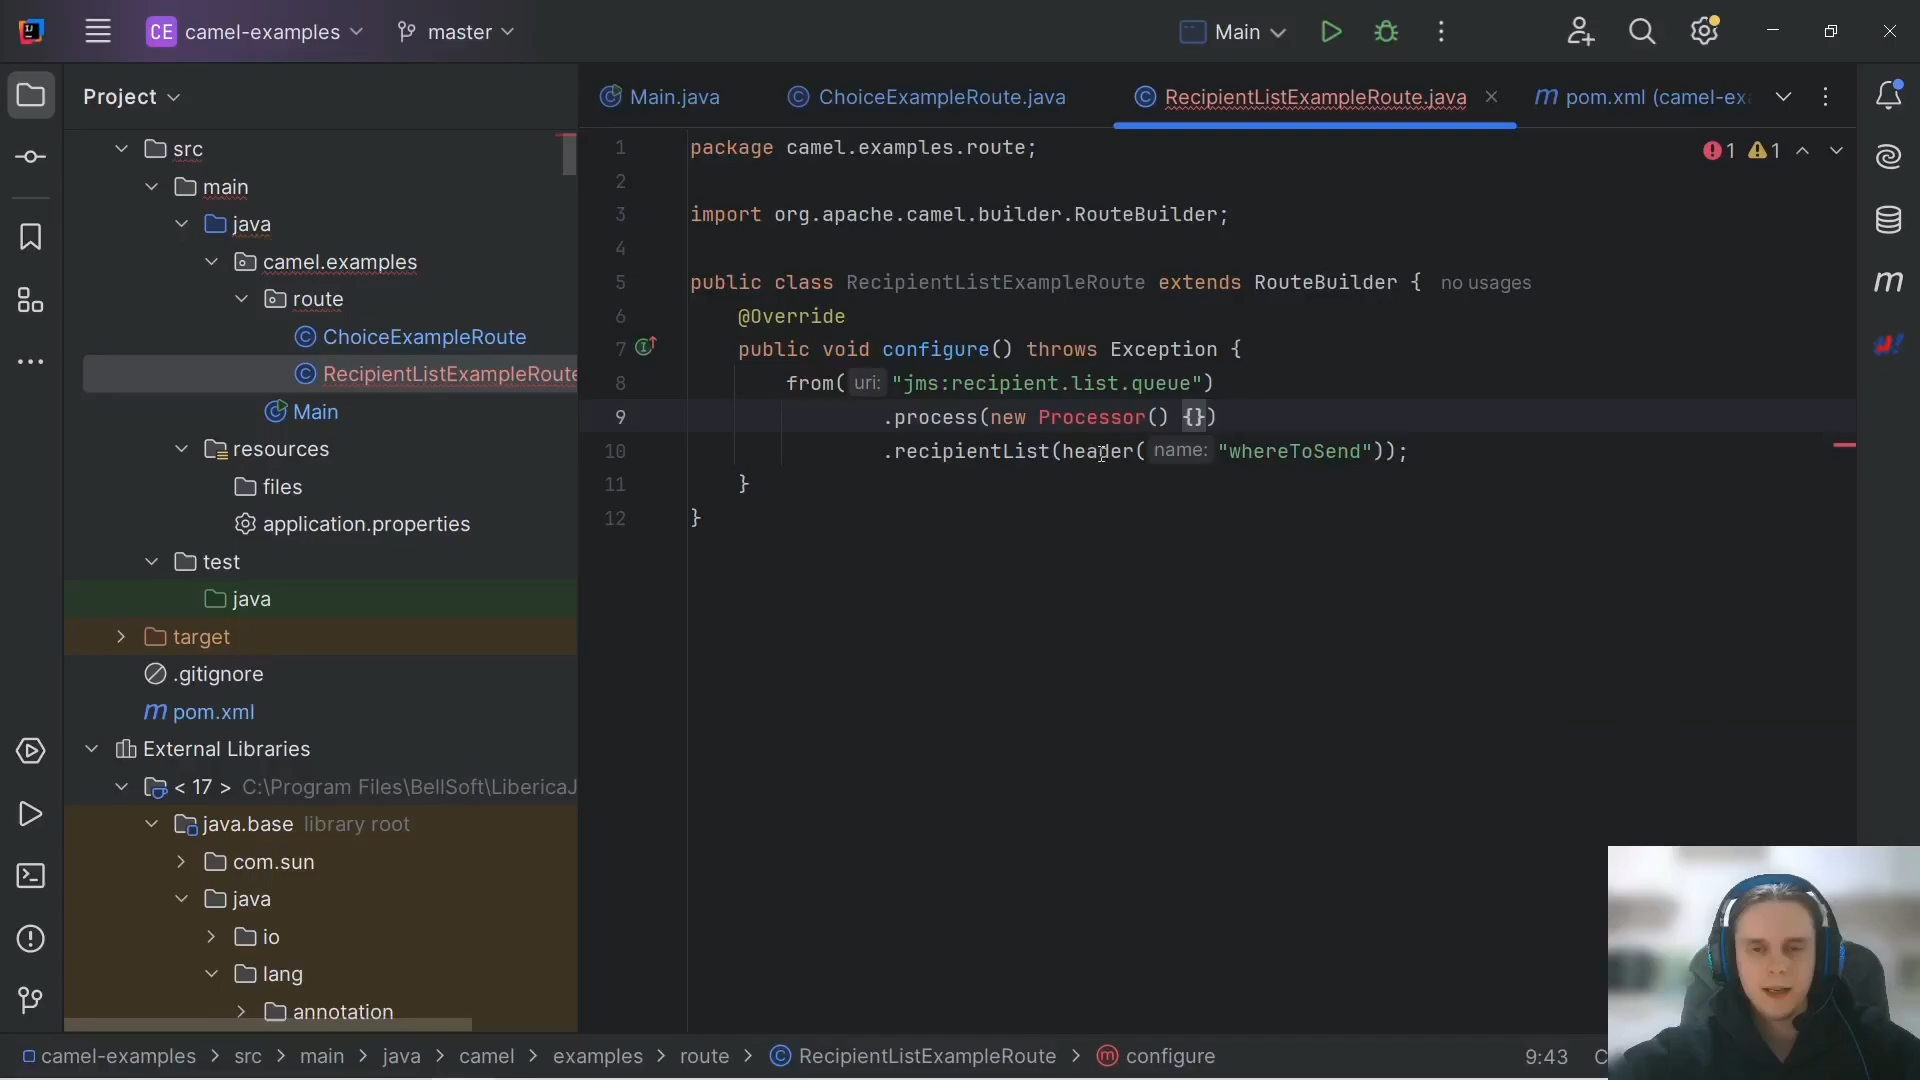 CE camel-examples master Main
Project
Main.java ChoiceExampleRoute.java RecipientListExampleRoute.java pom.xml (camel-ex
src
main
java
camel.examples
route
ChoiceExampleRoute
RecipientListExampleRoute
Main
resources
files
application.properties
test
java
target
.gitignore
pom.xml
External Libraries
< 17 > C:\Program Files\BellSoft\LibericaJ
java.base library root
com.sun
java
io
lang
annotation
1 1
1 package camel.examples.route;
2
3 import org.apache.camel.builder.RouteBuilder;
4
5 public class RecipientListExampleRoute extends RouteBuilder { no usages
6 @Override
7 public void configure() throws Exception {
8 from( uri: "jms:recipient.list.queue")
9 .process(new Processor() {})
10 .recipientList(header( name: "whereToSend"));
11 }
12 }
camel-examples > src > main > java > camel > examples > route > RecipientListExampleRoute > configure 9:43 C